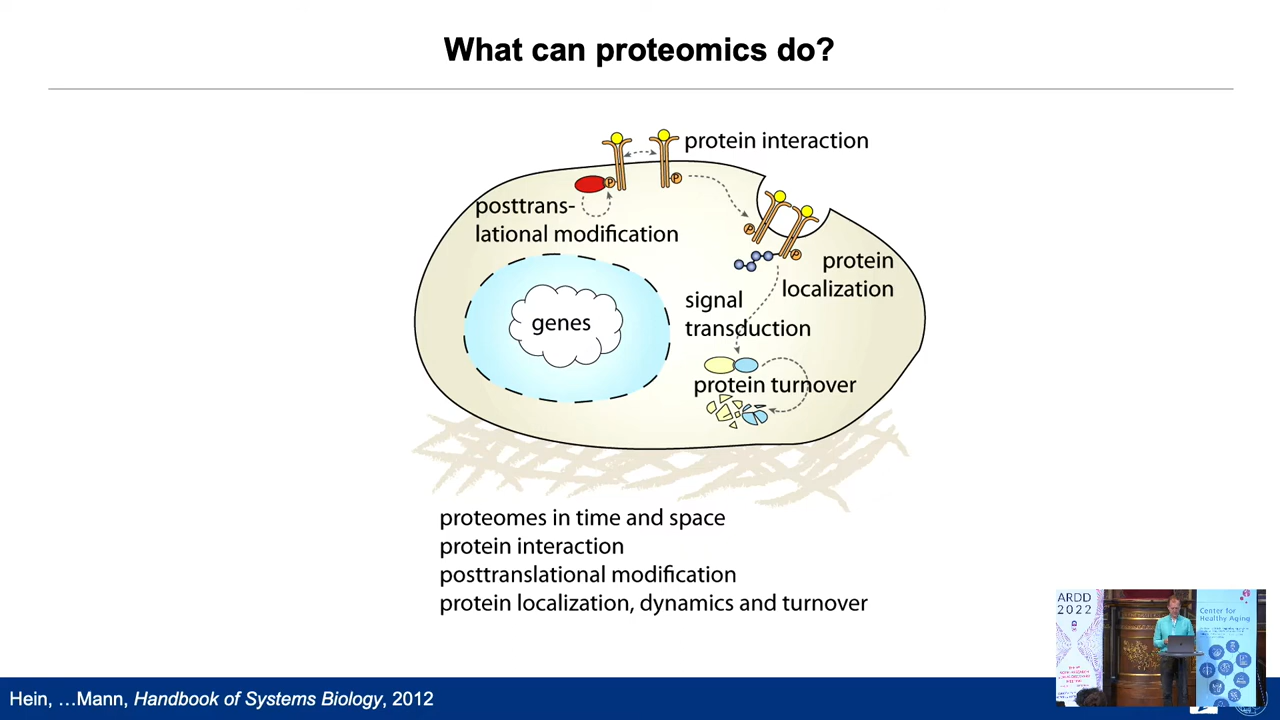 What can proteomics do?
protein interaction
posttrans-
lational modification
P
P
P
P
protein
localization
signal
transduction
genes
protein turnover
proteomes in time and space
protein interaction
posttranslational modification
protein localization, dynamics and turnover
ARDD
2022
Center for
Healthy Aging
Hein, …Mann, Handbook of Systems Biology, 2012